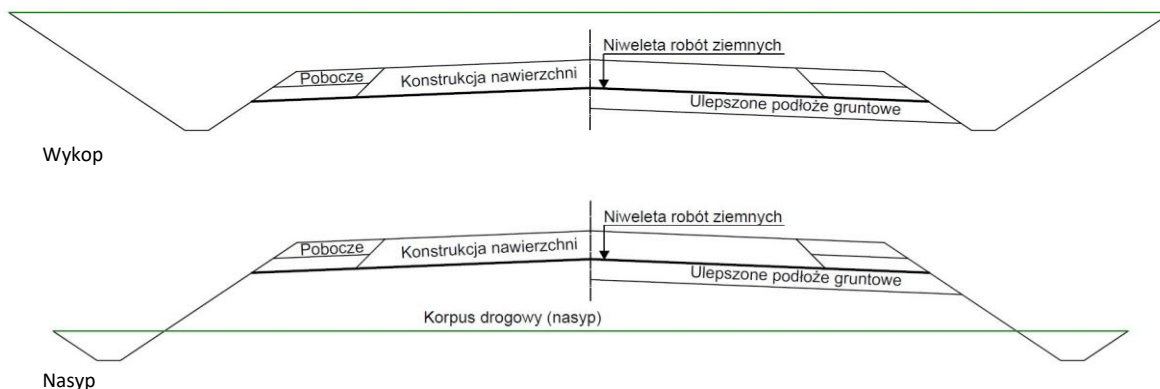 Niweleta robót ziemnych
Pobocze
Konstrukcja nawierzchni
Ulepszone podłoże gruntowe
Wykop
Niweleta robót ziemnych
Pobocze
Konstrukcja nawierzchni
Ulepszone podłoże gruntowe
Korpus drogowy (nasyp)
Nasyp